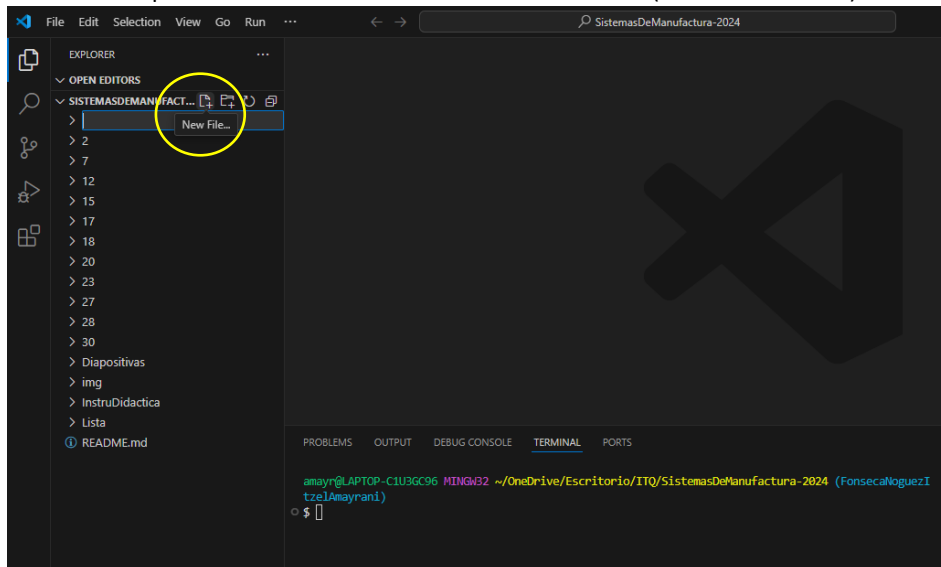 File Edit Selection View Go Run ···
SistemasDeManufactura-2024
EXPLORER ···
OPEN EDITORS
SISTEMASDEMANUFACT...
New File...
2
7
12
15
17
18
20
23
27
28
30
Diapositivas
img
InstruDidactica
Lista
README.md
PROBLEMS OUTPUT DEBUG CONSOLE TERMINAL PORTS
amayr@LAPTOP-C1U3GC96 MINGW32 ~/OneDrive/Escritorio/ITQ/SistemasDeManufactura-2024 (FonsecaNoguezI
tzelAmayrani)
$